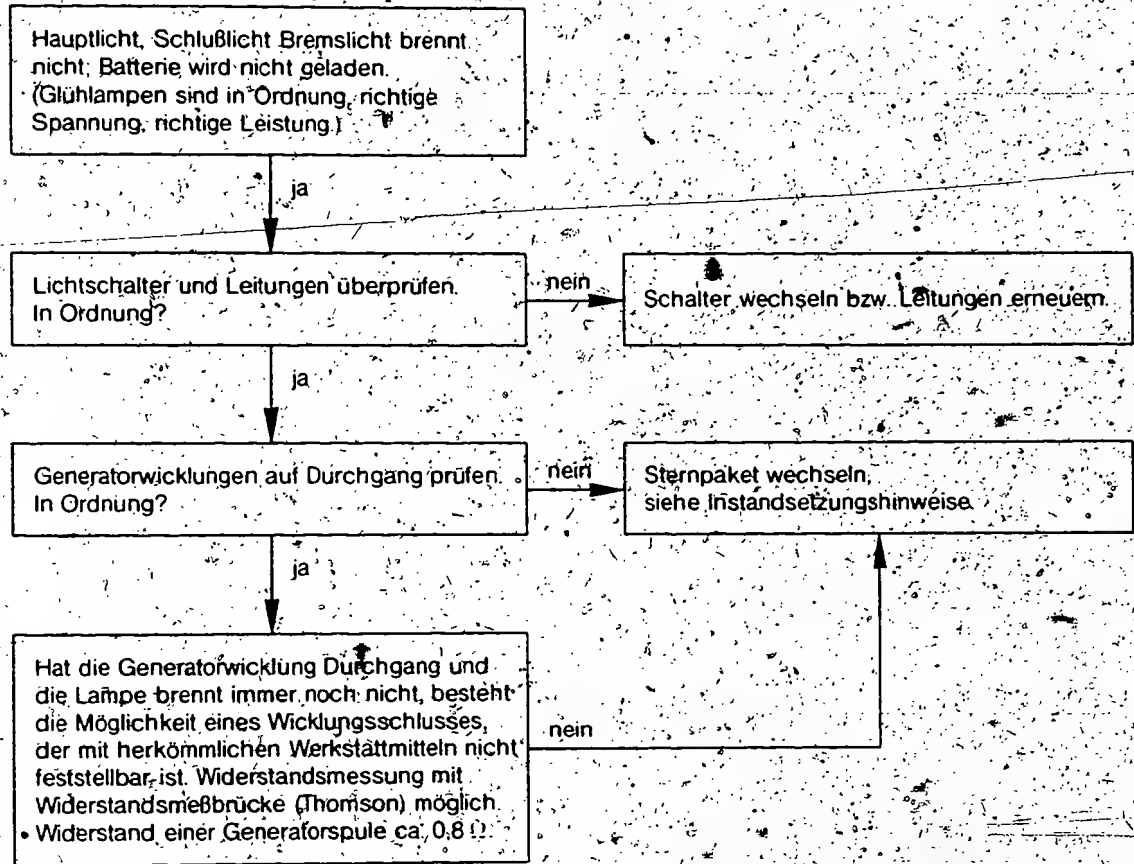 Hauptlicht, Schlußlicht Bremslicht brennt
nicht; Batterie wird nicht geladen.
(Glühlampen sind in Ordnung, richtige
Spannung, richtige Leistung.)
ja
Lichtschalter und Leitungen überprüfen.
In Ordnung?
nein
Schalter wechseln bzw. Leitungen erneuern.
ja
Generatorwicklungen auf Durchgang prüfen.
In Ordnung?
nein
Sternpaket wechseln,
siehe Instandsetzungshinweise.
ja
Hat die Generatorwicklung Durchgang und
die Lampe brennt immer noch nicht, besteht
die Möglichkeit eines Wicklungsschlusses,
der mit herkömmlichen Werkstattmitteln nicht
feststellbar ist. Widerstandsmessung mit
Widerstandsmeßbrücke (Thomson) möglich.
Widerstand einer Generatorspule ca. 0,8 Ω.
nein